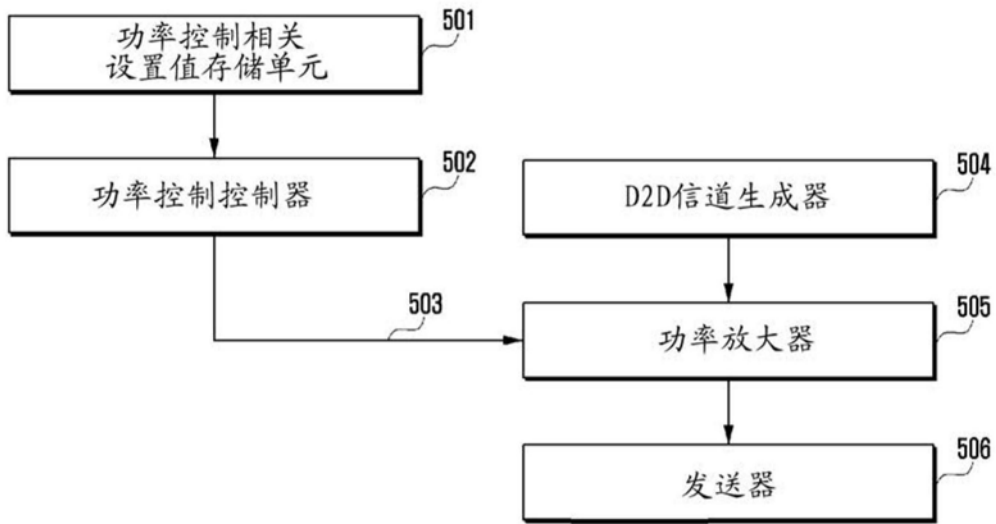 功率控制相关
设置值存储单元
501
功率控制控制器
502
503
D2D信道生成器
504
功率放大器
505
发送器
506